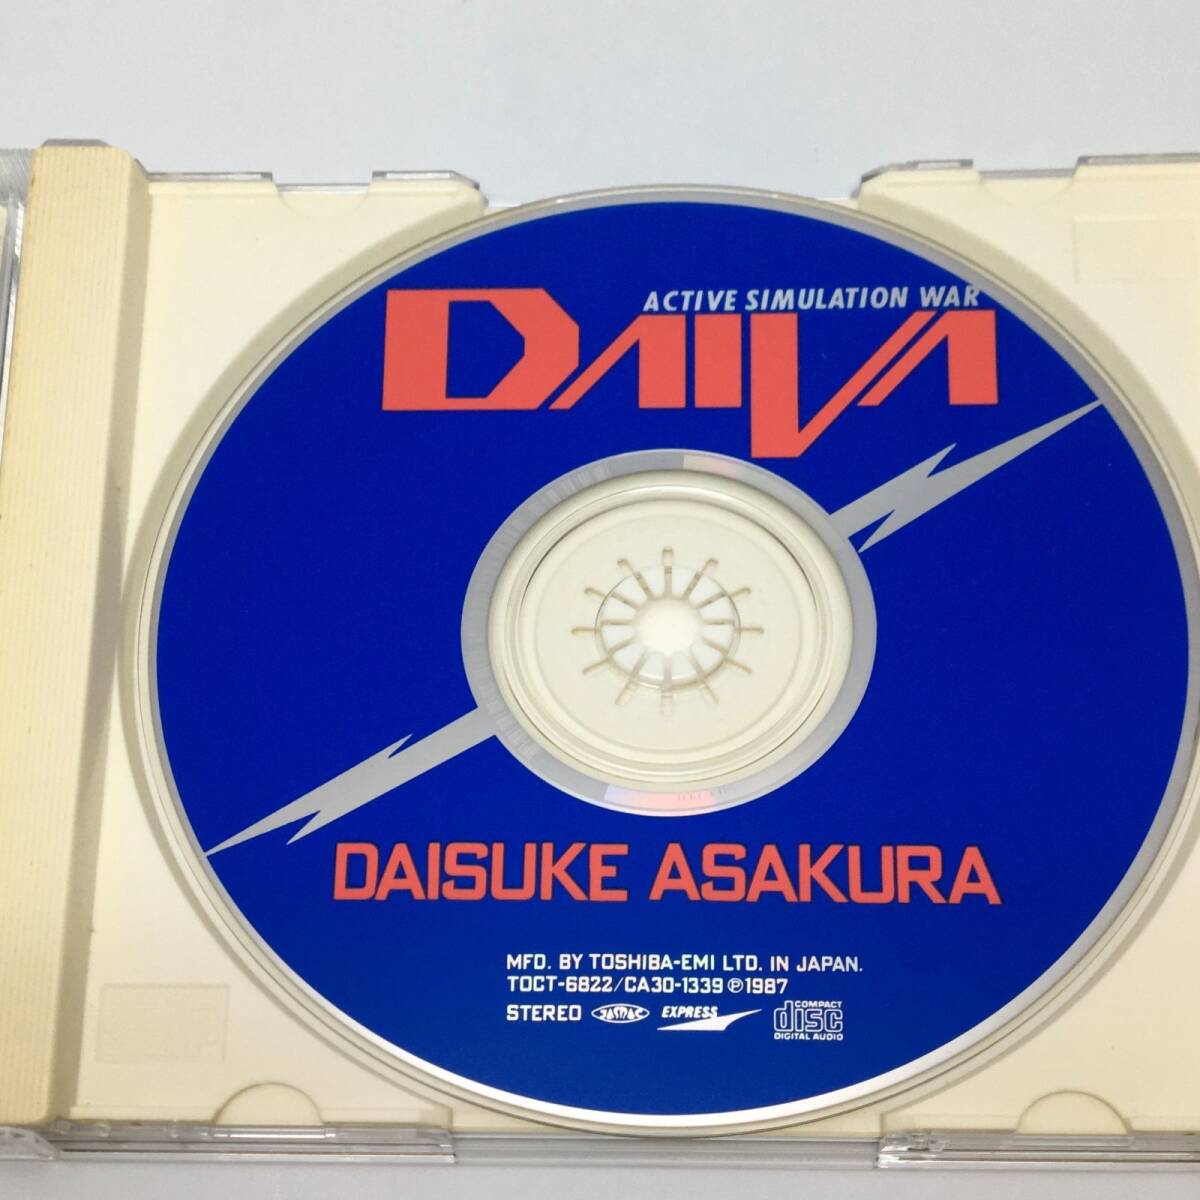 ACTIVE SIMULATION WAR
DAIVA
DAISUKE ASAKURA
MFD. BY TOSHIBA-EMI LTD. IN JAPAN.
TOCT-6822/CA30-1339 ℗1987
STEREO JASRAC EXPRESS COMPACT disc DIGITAL AUDIO